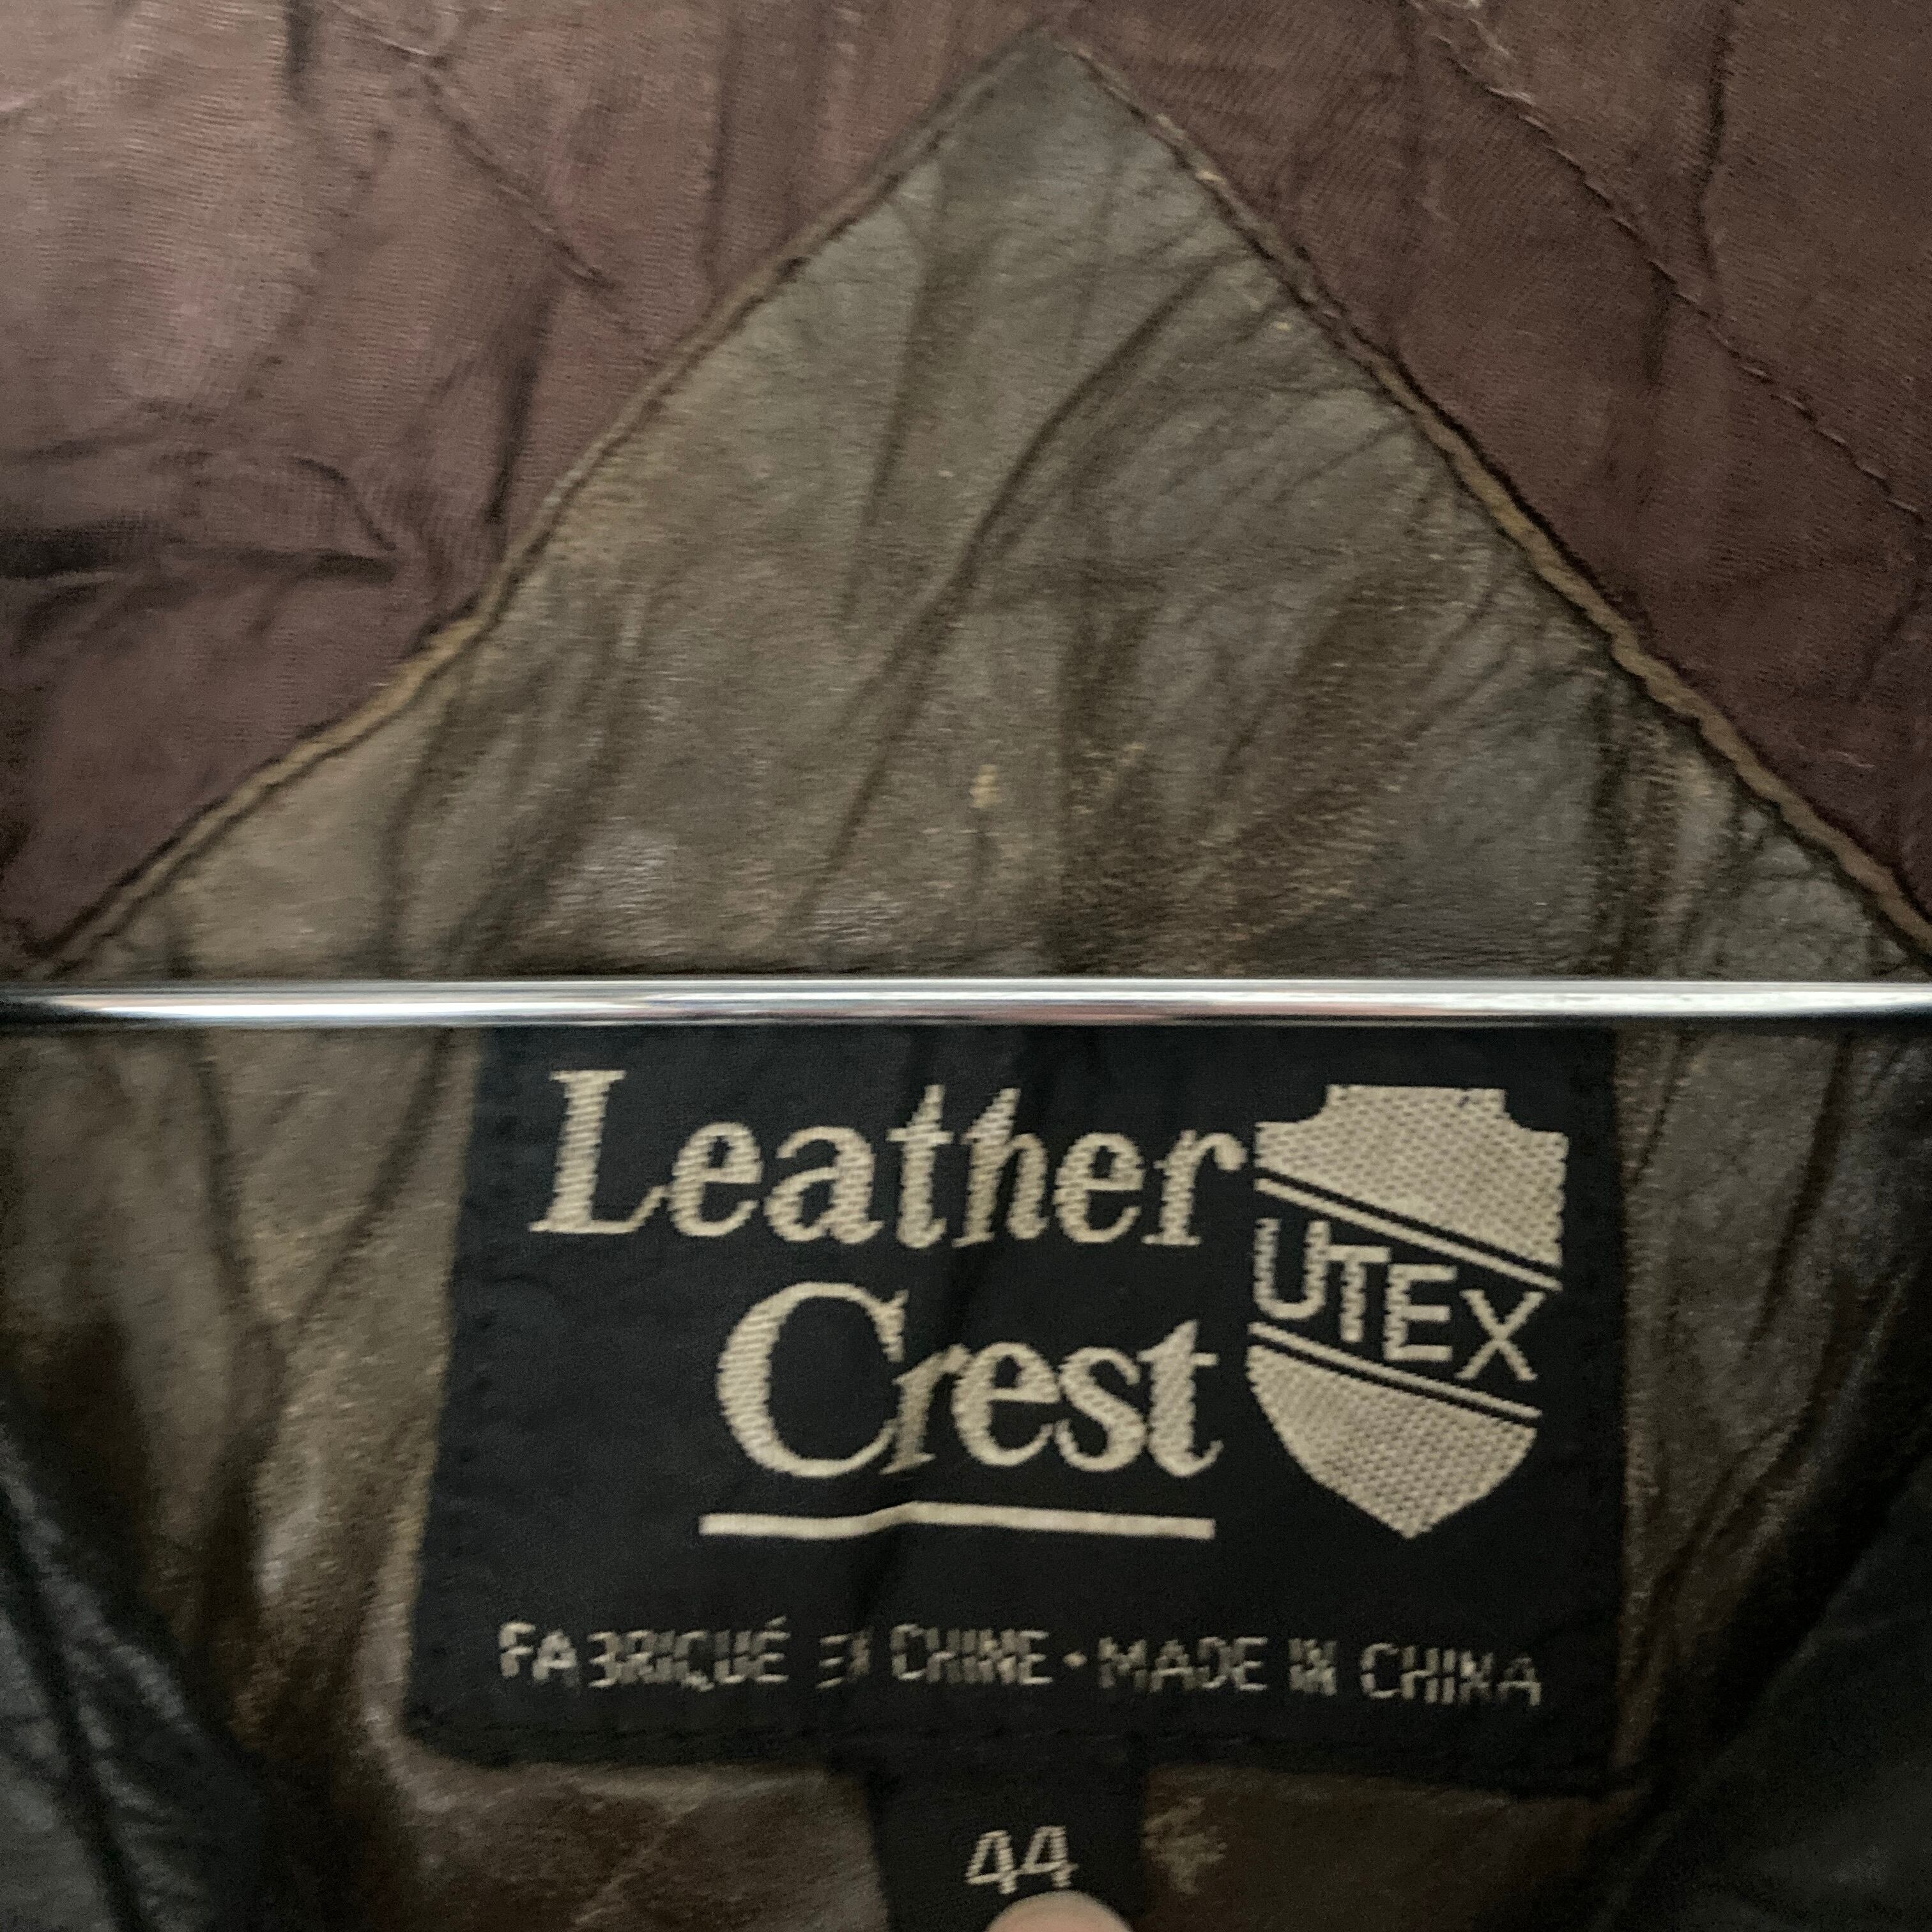 Leather
Crest
UTEX
FABRIQUÉ EN CHINE • MADE IN CHINA
44